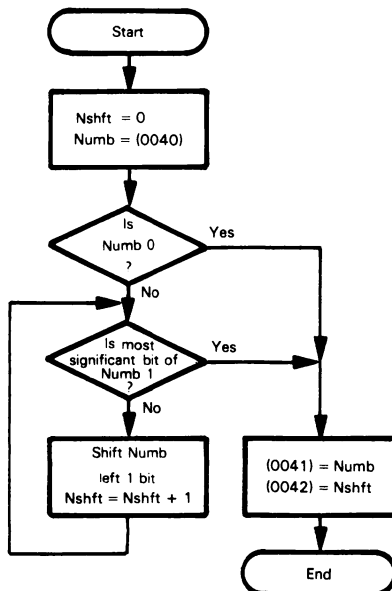 Start
Nshft = 0
Numb = (0040)
Is
Numb 0
?
Yes
No
Is most
significant bit of
Numb 1
?
Yes
No
Shift Numb
left 1 bit
Nshft = Nshft + 1
(0041) = Numb
(0042) = Nshft
End